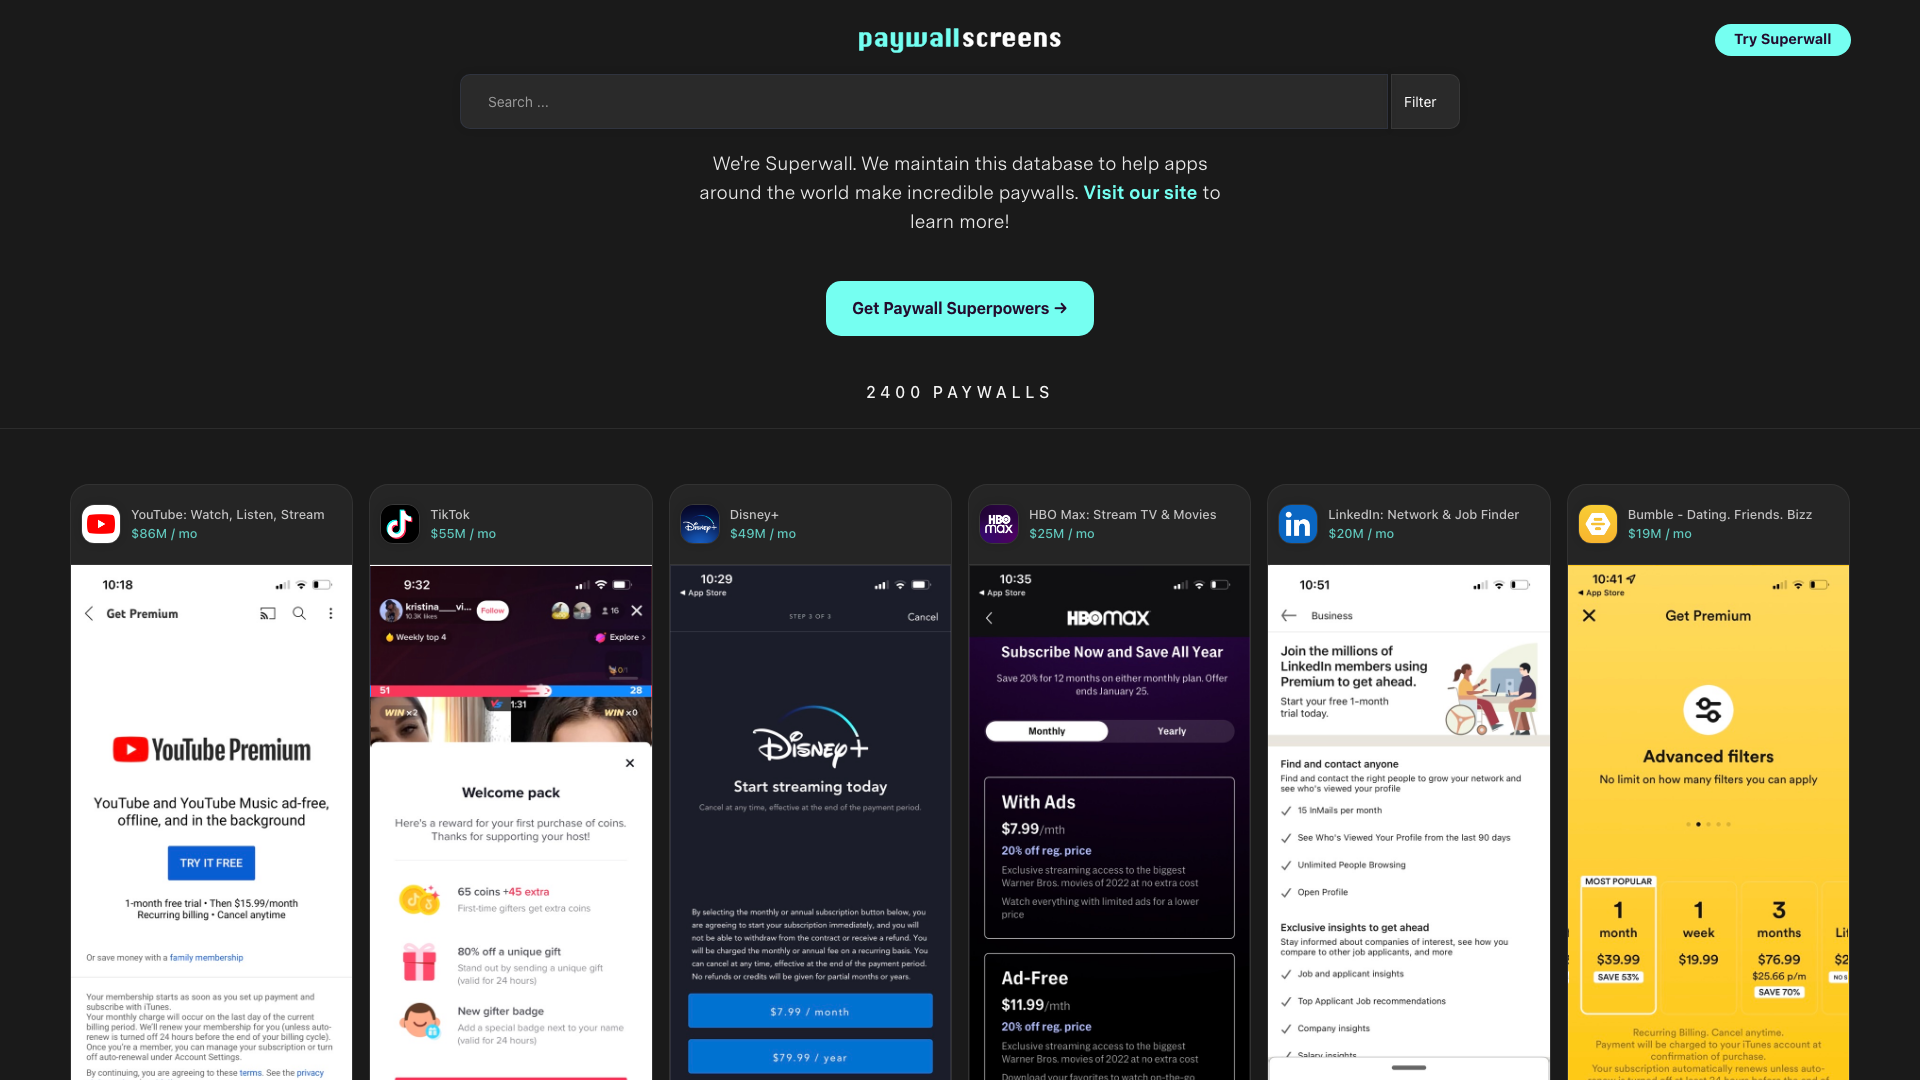 paywallscreens
Try Superwall
Search ...
Filter
We're Superwall. We maintain this database to help apps
around the world make incredible paywalls. Visit our site to
learn more!
Get Paywall Superpowers →
2400 PAYWALLS
YouTube: Watch, Listen, Stream
$86M / mo
10:18
Get Premium
YouTube Premium
YouTube and YouTube Music ad-free,
offline, and in the background
TRY IT FREE
1-month free trial • Then $15.99/month
Recurring billing • Cancel anytime
Or save money with a family membership
Your membership starts as soon as you set up payment and
subscribe with iTunes.
Your monthly charge will occur on the last day of the current
billing period. We'll renew your membership for you (unless auto-
renew is turned off 24 hours before the end of your billing cycle).
Once you're a member, you can manage your subscription or turn
off auto-renewal under Account Settings.
By continuing, you are agreeing to these terms. See the privacy
TikTok
$55M / mo
9:32
kristina___vi...
10.3K likes
Follow
16
Weekly top 4
Explore >
0/1
51
28
WIN x2
VS 1:31
WIN x0
Welcome pack
Here's a reward for your first purchase of coins.
Thanks for supporting your host!
65 coins +45 extra
First-time gifters get extra coins
80% off a unique gift
Stand out by sending a unique gift
(valid for 24 hours)
New gifter badge
Add a special badge next to your name
(valid for 24 hours)
Disney+
$49M / mo
Disney+
10:29
◀ App Store
STEP 3 OF 3
Cancel
Disney+
Start streaming today
Cancel at any time, effective at the end of the payment period.
By selecting the monthly or annual subscription button below, you
are agreeing to start your subscription immediately, and you will
not be able to withdraw from the contract or receive a refund. You
will be charged the monthly or annual fee on a recurring basis. You
can cancel at any time, effective at the end of the payment period.
No refunds or credits will be given for partial months or years.
$7.99 / month
$79.99 / year
HBO
max
HBO Max: Stream TV & Movies
$25M / mo
10:35
◀ App Store
HBOMAX
Subscribe Now and Save All Year
Save 20% for 12 months on either monthly plan. Offer
ends January 25.
Monthly
Yearly
With Ads
$7.99/mth
20% off reg. price
Exclusive streaming access to the biggest
Warner Bros. movies of 2022 at no extra cost
Watch everything with limited ads for a lower
price
Ad-Free
$11.99/mth
20% off reg. price
Exclusive streaming access to the biggest
Warner Bros. movies of 2022 at no extra cost
Download your favorites to watch on-the-go
in
LinkedIn: Network & Job Finder
$20M / mo
10:51
Business
Join the millions of
LinkedIn members using
Premium to get ahead.
Start your free 1-month
trial today.
Find and contact anyone
Find and contact the right people to grow your network and
see who's viewed your profile
15 InMails per month
See Who's Viewed Your Profile from the last 90 days
Unlimited People Browsing
Open Profile
Exclusive insights to get ahead
Stay informed about companies of interest, see how you
compare to other job applicants, and more
Job and applicant insights
Top Applicant Job recommendations
Company insights
Salary insights
Bumble - Dating. Friends. Bizz
$19M / mo
10:41
◀ App Store
Get Premium
Advanced filters
No limit on how many filters you can apply
MOST POPULAR
1
month
$39.99
SAVE 53%
1
week
$19.99
3
months
$76.99
$25.66 p/m
SAVE 70%
Recurring Billing. Cancel anytime.
Payment will be charged to your iTunes account at
confirmation of purchase.
Your subscription automatically renews unless auto-